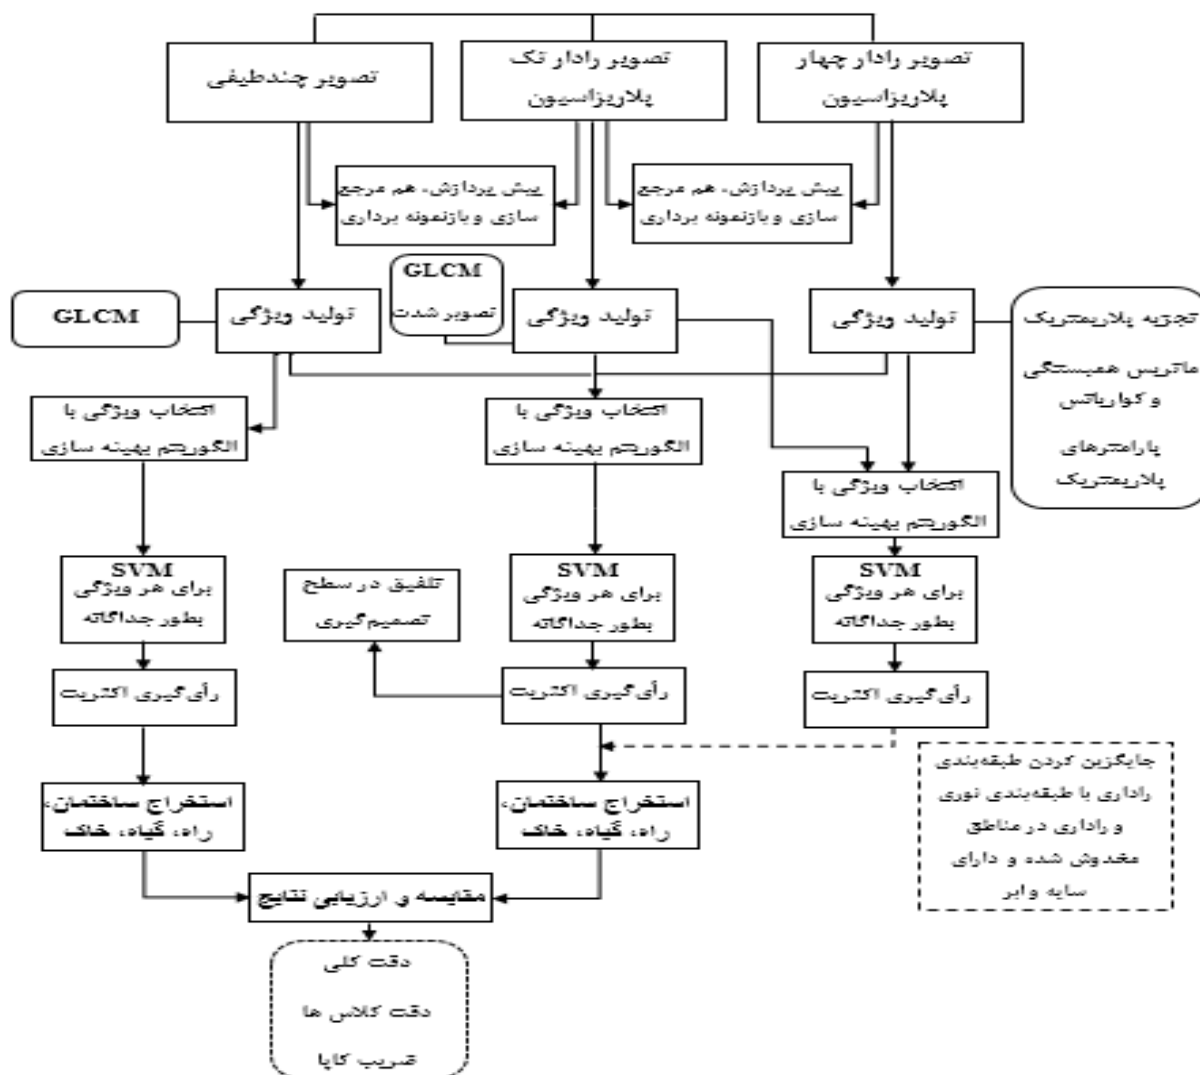 تصویر رادار چهار
پلاریزاسیون
تصویر رادار تک
پلاریزاسیون
تصویر چندطیفی
پیش پردازش، هم مرجع
سازی و بازنمونه برداری
پیش پردازش، هم مرجع
سازی و بازنمونه برداری
تجزیه پلاریمتریک
ماتریس همبستگی
و کواریانس
پارامترهای
پلاریمتریک
تولید ویژگی
تولید ویژگی
GLCM
تصویر شدت
تولید ویژگی
GLCM
انتخاب ویژگی با
الگوریتم بهینه سازی
انتخاب ویژگی با
الگوریتم بهینه سازی
انتخاب ویژگی با
الگوریتم بهینه سازی
SVM
برای هر ویژگی
بطور جداگانه
SVM
برای هر ویژگی
بطور جداگانه
تلفیق در سطح
تصمیم‌گیری
SVM
برای هر ویژگی
بطور جداگانه
رأی‌گیری اکثریت
رأی‌گیری اکثریت
رأی‌گیری اکثریت
جایگزین کردن طبقه‌بندی
راداری با طبقه‌بندی نوری
و راداری در مناطق
مخدوش شده و دارای
سایه و ابر
استخراج ساختمان،
راه، گیاه، خاک
استخراج ساختمان،
راه، گیاه، خاک
مقایسه و ارزیابی نتایج
دقت کلی
دقت کلاس ها
ضریب کاپا